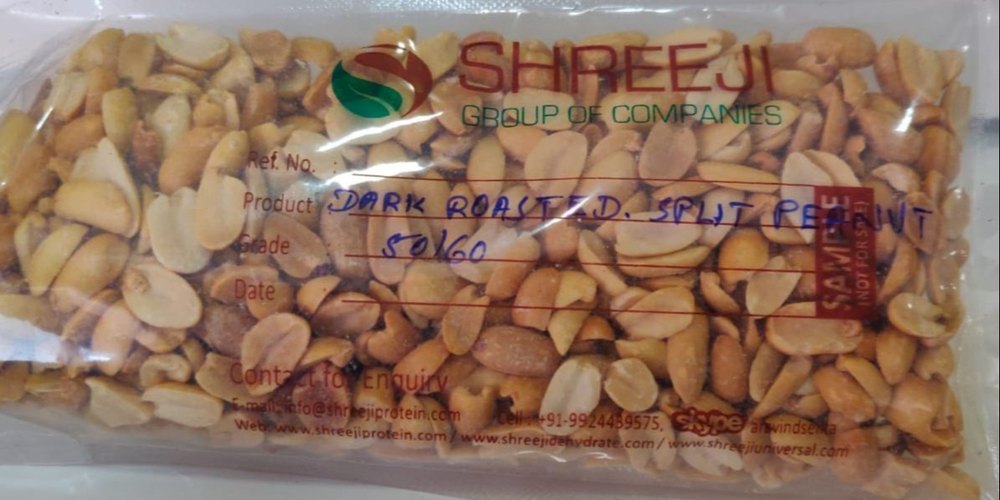 SHREEJI
GROUP OF COMPANIES
Ref. No. :
Product : DARK ROASTED. SPLIT PEANUT
Grade 50/60
Date
SAMPLE
(NOT FOR SALE)
Contact for Enquiry
E-mail: info@shreejiprotein.com Cell : +91-9924489575, skype
Web: www.shreejiprotein.com / www.shreejidehydrate.com / www.shreejiuniversal.com